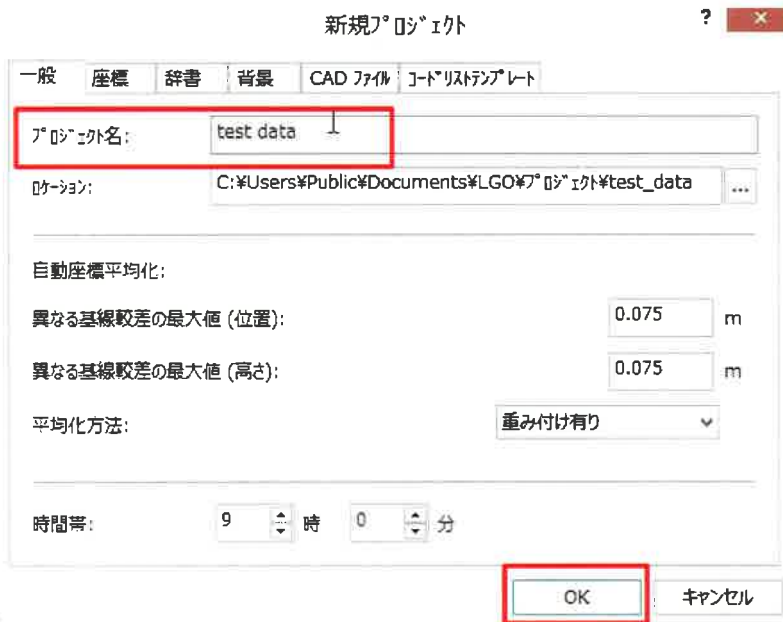 新規ﾌﾟﾛｼﾞｪｸﾄ ?
一般 座標 辞書 背景 CAD ﾌｧｲﾙ ｺｰﾄﾞﾘｽﾄﾃﾝﾌﾟﾚｰﾄ
ﾌﾟﾛｼﾞｪｸﾄ名: test data
ﾛｹｰｼｮﾝ: C:¥Users¥Public¥Documents¥LGO¥ﾌﾟﾛｼﾞｪｸﾄ¥test_data ...
自動座標平均化:
異なる基線較差の最大値 (位置): 0.075 m
異なる基線較差の最大値 (高さ): 0.075 m
平均化方法: 重み付け有り
時間帯: 9 時 0 分
OK ｷｬﾝｾﾙ